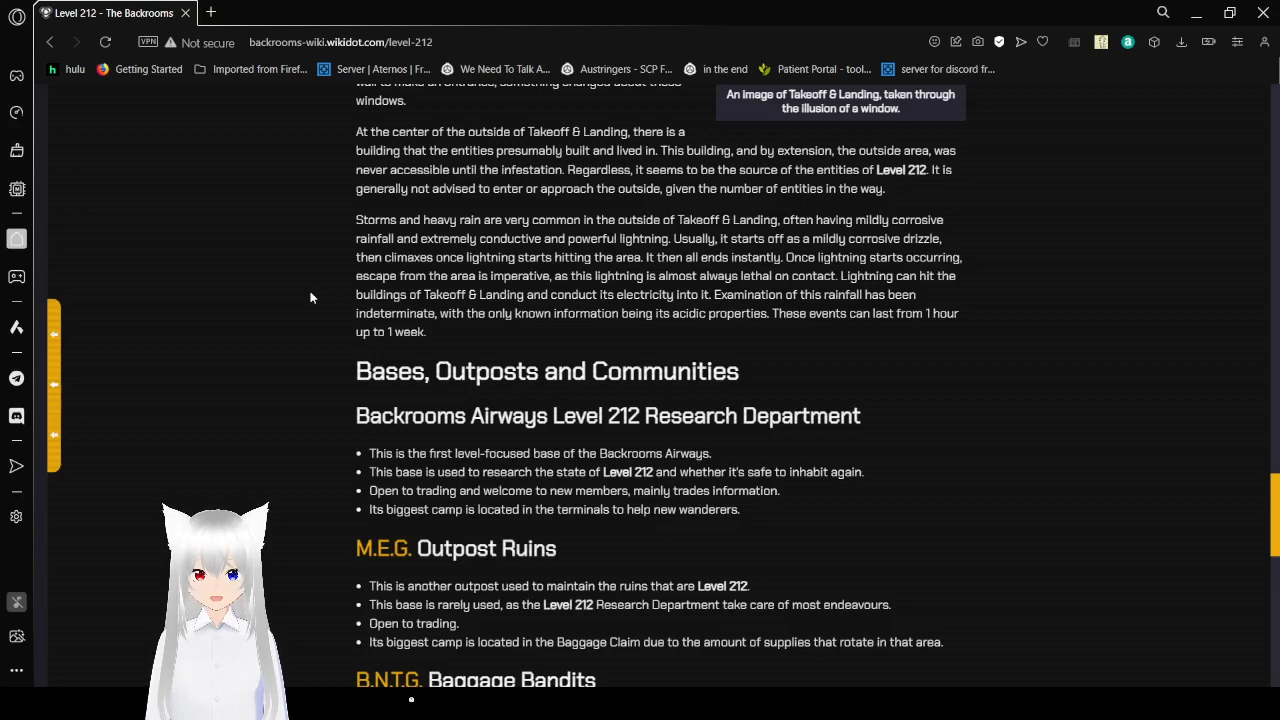 Level 212 - The Backrooms
VPN
Not secure
backrooms-wiki.wikidot.com/level-212
h
hulu
Getting Started
Imported from Firef...
Server | Aternos | Fr...
We Need To Talk A...
Austringers - SCP F...
in the end
Patient Portal - tool...
server for discord fr...
windows.
An image of Takeoff & Landing, taken through
the illusion of a window.
At the center of the outside of Takeoff & Landing, there is a
building that the entities presumably built and lived in. This building, and by extension, the outside area, was
never accessible until the infestation. Regardless, it seems to be the source of the entities of Level 212. It is
generally not advised to enter or approach the outside, given the number of entities in the way.
Storms and heavy rain are very common in the outside of Takeoff & Landing, often having mildly corrosive
rainfall and extremely conductive and powerful lightning. Usually, it starts off as a mildly corrosive drizzle,
then climaxes once lightning starts hitting the area. It then all ends instantly. Once lightning starts occurring,
escape from the area is imperative, as this lightning is almost always lethal on contact. Lightning can hit the
buildings of Takeoff & Landing and conduct its electricity into it. Examination of this rainfall has been
indeterminate, with the only known information being its acidic properties. These events can last from 1 hour
up to 1 week.
Bases, Outposts and Communities
Backrooms Airways Level 212 Research Department
• This is the first level-focused base of the Backrooms Airways.
• This base is used to research the state of Level 212 and whether it's safe to inhabit again.
• Open to trading and welcome to new members, mainly trades information.
• Its biggest camp is located in the terminals to help new wanderers.
M.E.G. Outpost Ruins
• This is another outpost used to maintain the ruins that are Level 212.
• This base is rarely used, as the Level 212 Research Department take care of most endeavours.
• Open to trading.
• Its biggest camp is located in the Baggage Claim due to the amount of supplies that rotate in that area.
B.N.T.G. Baggage Bandits